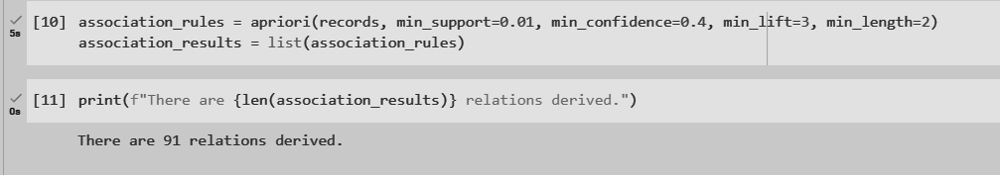 [10] association_rules = apriori(records, min_support=0.01, min_confidence=0.4, min_lift=3, min_length=2)
5s
association_results = list(association_rules)
[11] print(f"There are {len(association_results)} relations derived.")
0s
There are 91 relations derived.